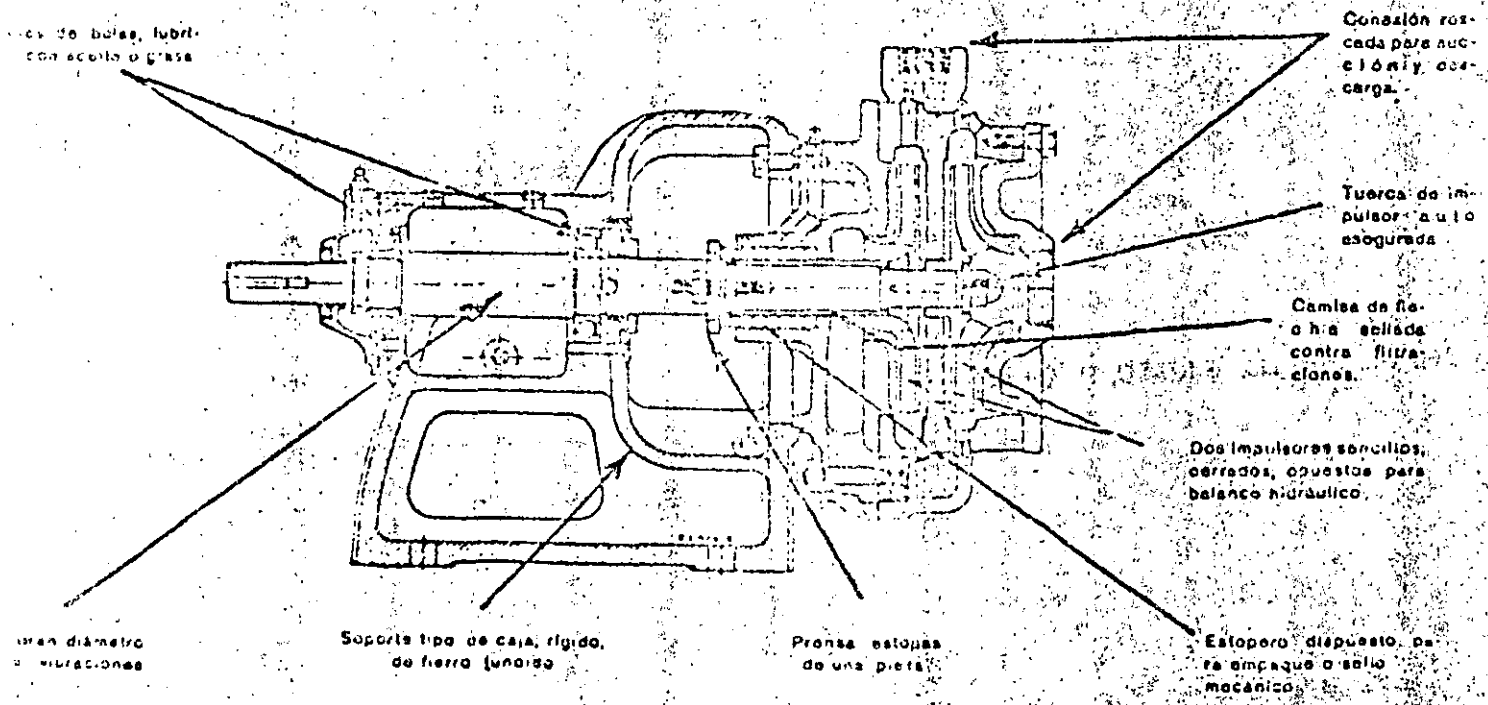 de bolas, lubri-
con aceite o grasa
Conexión ros-
cada para suc-
ción y des-
carga.
Tuerca de im-
pulsor auto
asegurada
Camisa de fle-
cha sellada
contra filtra-
ciones.
Dos impulsores sencillos,
cerrados, opuestos para
balance hidráulico.
gran diámetro
vibraciones
Soporte tipo de caja, rígido,
de fierro fundido
Prensa estopas
de una pieza
Estopero dispuesto pa-
ra empaque o sello
mecánico